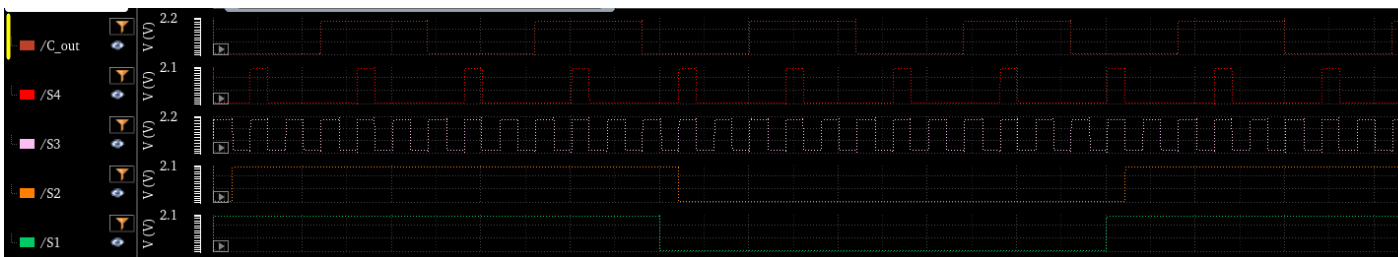 /C_out V (V) 2.2
/S4 V (V) 2.1
/S3 V (V) 2.2
/S2 V (V) 2.1
/S1 V (V) 2.1